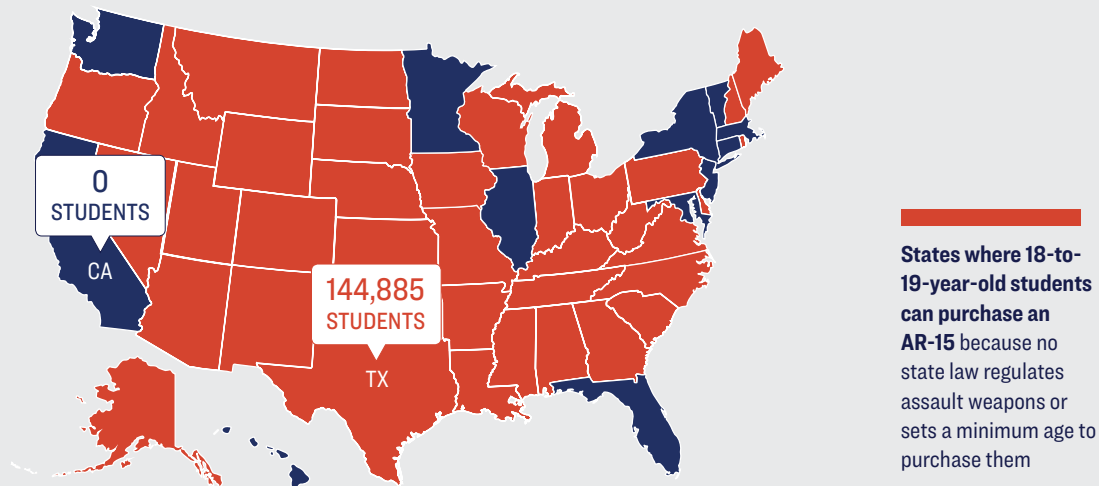 0
STUDENTS
CA
144,885
STUDENTS
TX
States where 18-to-
19-year-old students
can purchase an
AR-15 because no
state law regulates
assault weapons or
sets a minimum age to
purchase them